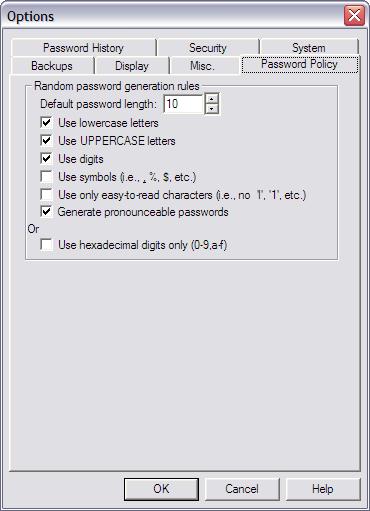 Options
Password History Security System
Backups Display Misc. Password Policy
Random password generation rules
Default password length: 10
Use lowercase letters
Use UPPERCASE letters
Use digits
Use symbols (i.e., ., %, $, etc.)
Use only easy-to-read characters (i.e., no 'l', '1', etc.)
Generate pronounceable passwords
Or
Use hexadecimal digits only (0-9,a-f)
OK Cancel Help